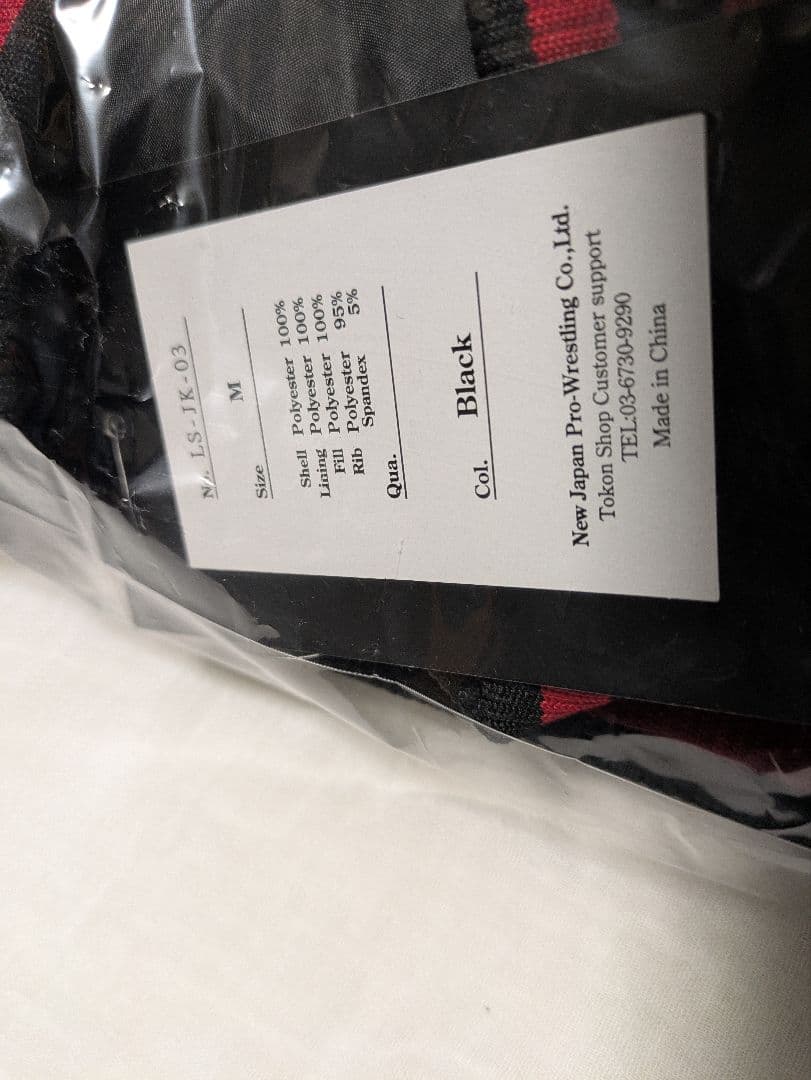 No. LS-JK-03
Size M
Shell Polyester 100%
Lining Polyester 100%
Fill Polyester 100%
Rib Polyester 95%
Spandex 5%
Qua.
Col. Black
New Japan Pro-Wrestling Co.,Ltd.
Tokon Shop Customer support
TEL:03-6730-9290
Made in China